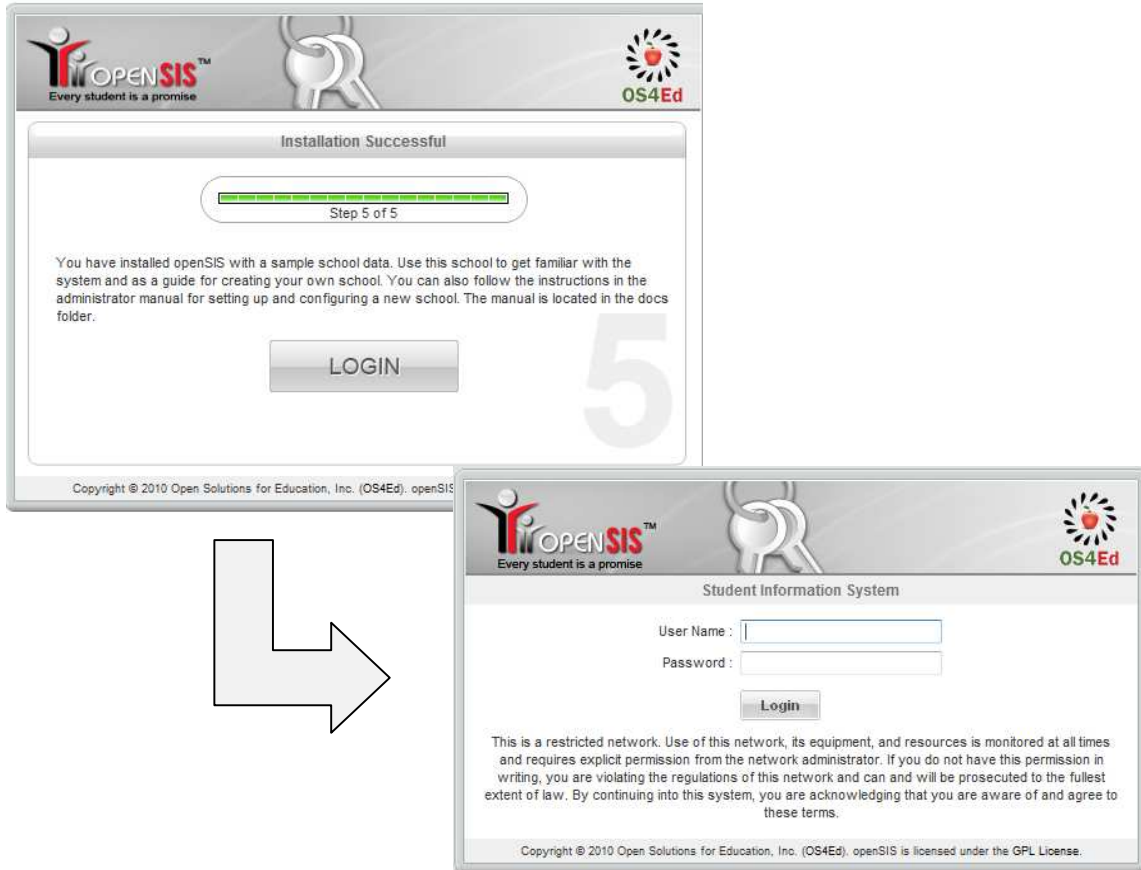 OPENSIS™
Every student is a promise
OS4Ed
Installation Successful
Step 5 of 5
You have installed openSIS with a sample school data. Use this school to get familiar with the
system and as a guide for creating your own school. You can also follow the instructions in the
administrator manual for setting up and configuring a new school. The manual is located in the docs
folder.
LOGIN
5
Copyright © 2010 Open Solutions for Education, Inc. (OS4Ed). openSIS
OPENSIS™
Every student is a promise
OS4Ed
Student Information System
User Name :
Password :
Login
This is a restricted network. Use of this network, its equipment, and resources is monitored at all times
and requires explicit permission from the network administrator. If you do not have this permission in
writing, you are violating the regulations of this network and can and will be prosecuted to the fullest
extent of law. By continuing into this system, you are acknowledging that you are aware of and agree to
these terms.
Copyright © 2010 Open Solutions for Education, Inc. (OS4Ed). openSIS is licensed under the GPL License.